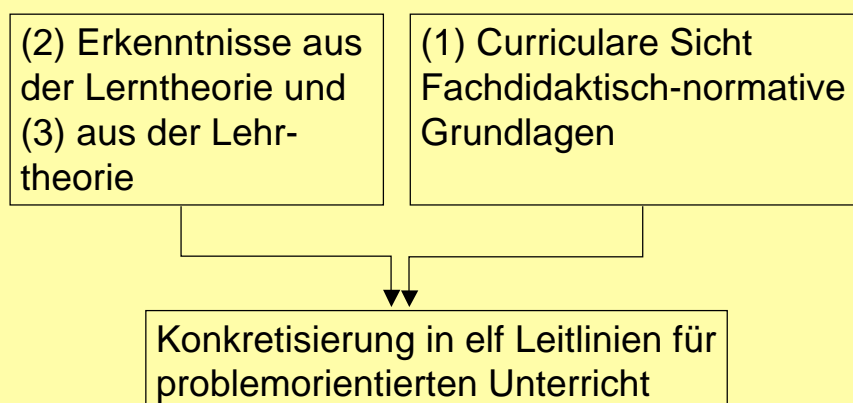 (2) Erkenntnisse aus
der Lerntheorie und
(3) aus der Lehr-
theorie
(1) Curriculare Sicht
Fachdidaktisch-normative
Grundlagen
Konkretisierung in elf Leitlinien für
problemorientierten Unterricht